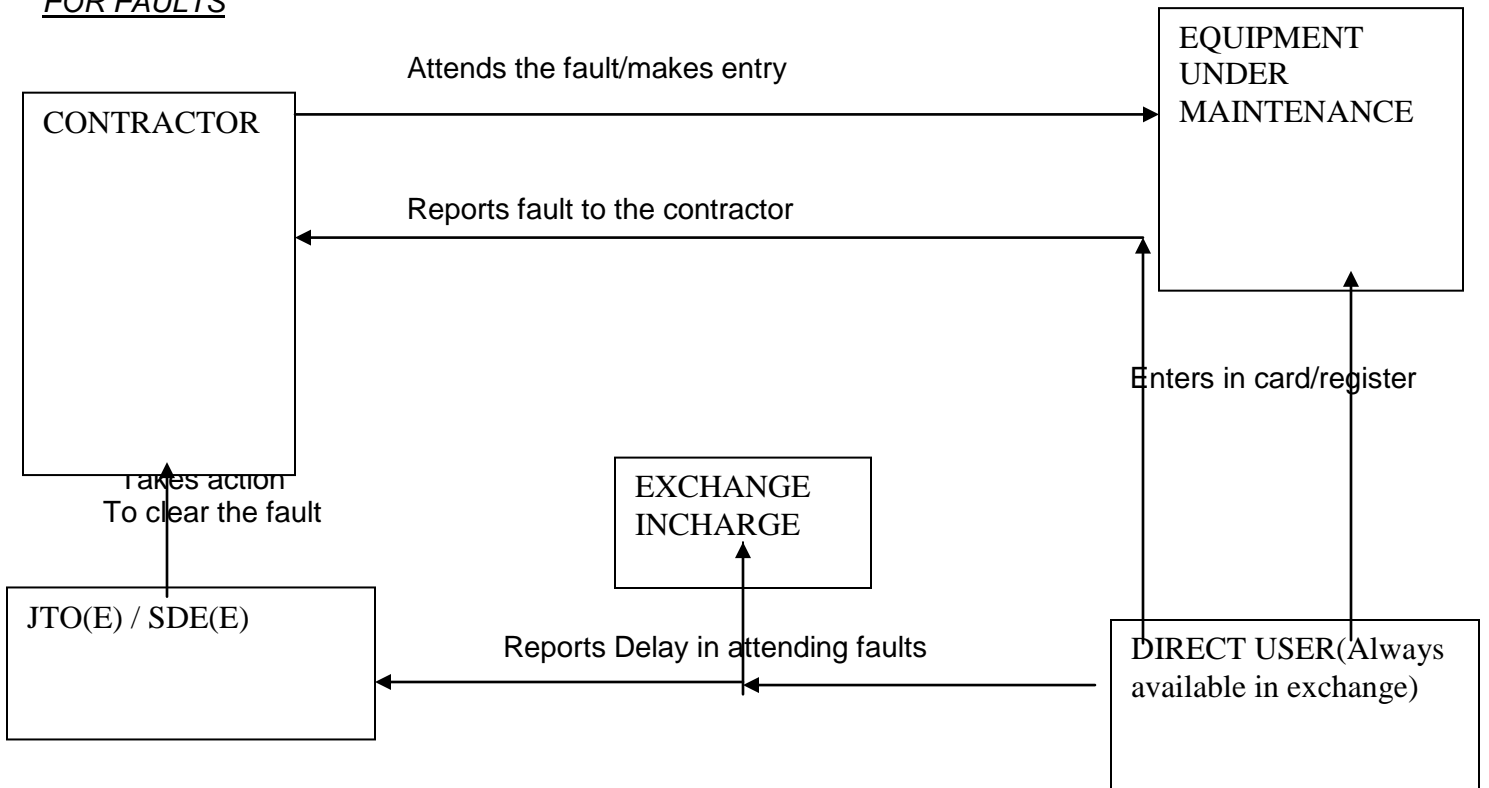 FOR FAULTS
EQUIPMENT
UNDER
MAINTENANCE
Attends the fault/makes entry
CONTRACTOR
Reports fault to the contractor
Enters in card/register
Takes action
To clear the fault
EXCHANGE
INCHARGE
JTO(E) / SDE(E)
Reports Delay in attending faults
DIRECT USER(Always
available in exchange)